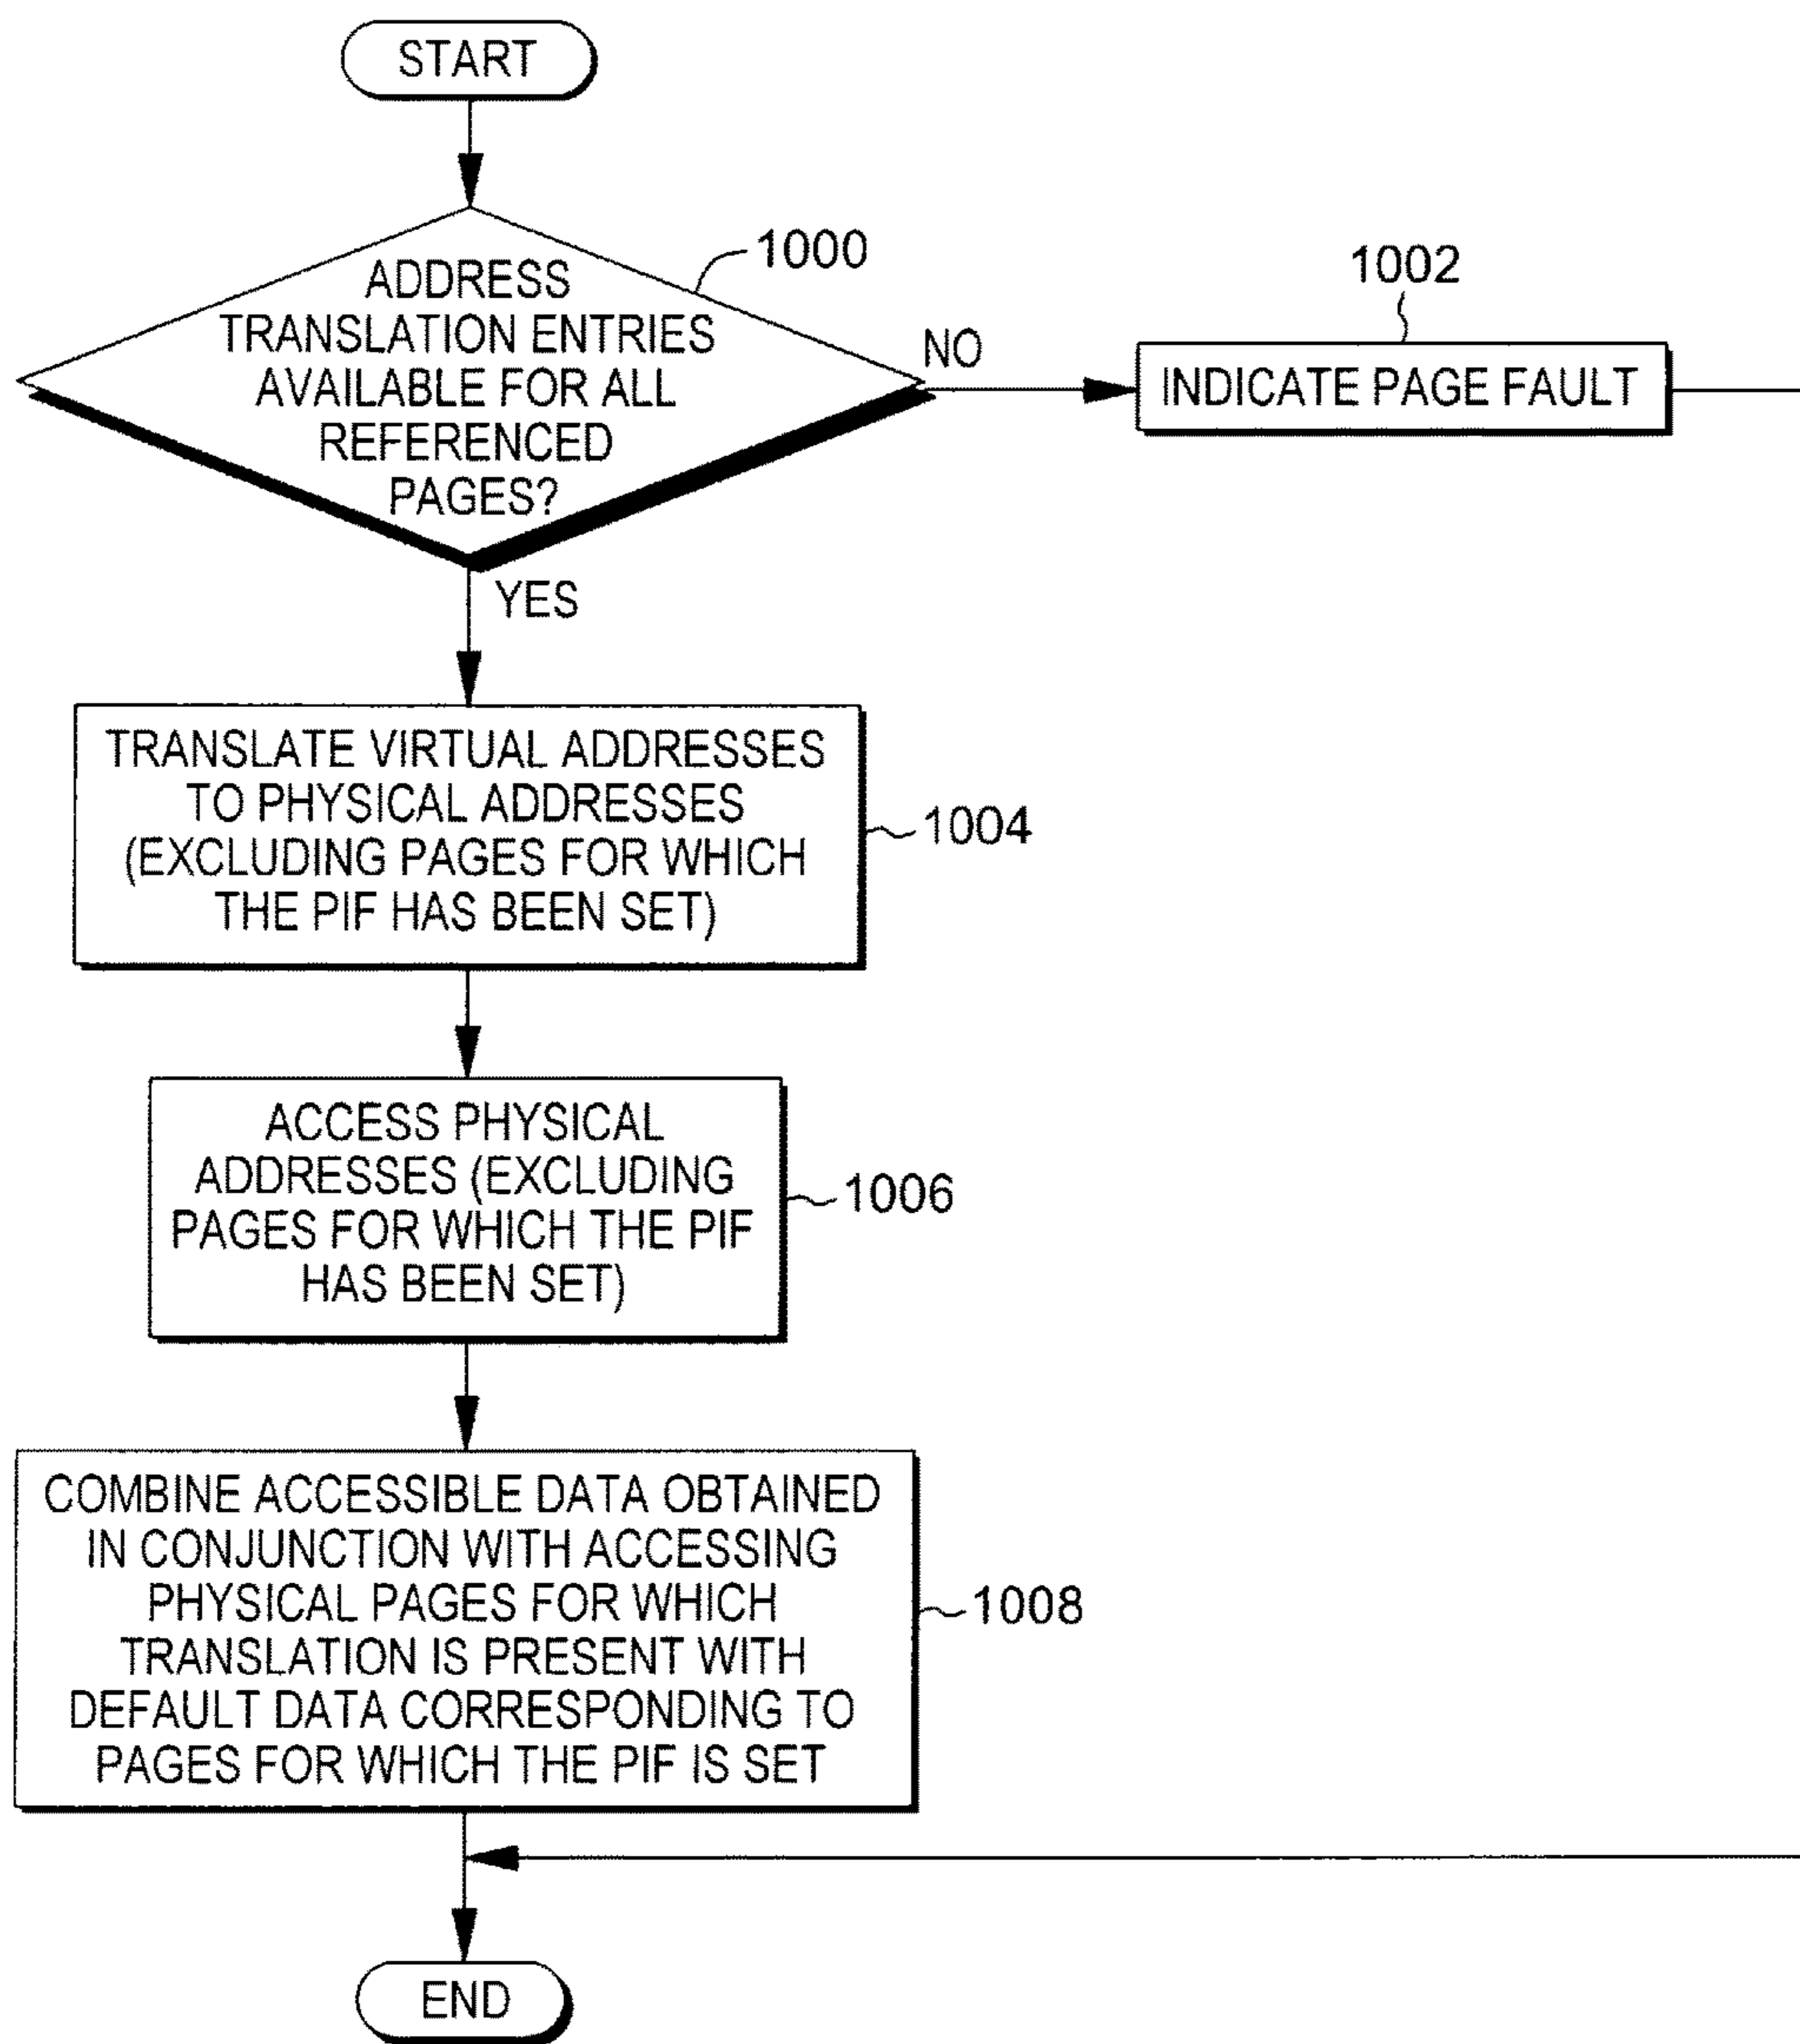 START
1000
ADDRESS
TRANSLATION ENTRIES
AVAILABLE FOR ALL
REFERENCED
PAGES?
NO
1002
INDICATE PAGE FAULT
YES
TRANSLATE VIRTUAL ADDRESSES
TO PHYSICAL ADDRESSES
(EXCLUDING PAGES FOR WHICH
THE PIF HAS BEEN SET)
1004
ACCESS PHYSICAL
ADDRESSES (EXCLUDING
PAGES FOR WHICH THE PIF
HAS BEEN SET)
1006
COMBINE ACCESSIBLE DATA OBTAINED
IN CONJUNCTION WITH ACCESSING
PHYSICAL PAGES FOR WHICH
TRANSLATION IS PRESENT WITH
DEFAULT DATA CORRESPONDING TO
PAGES FOR WHICH THE PIF IS SET
1008
END